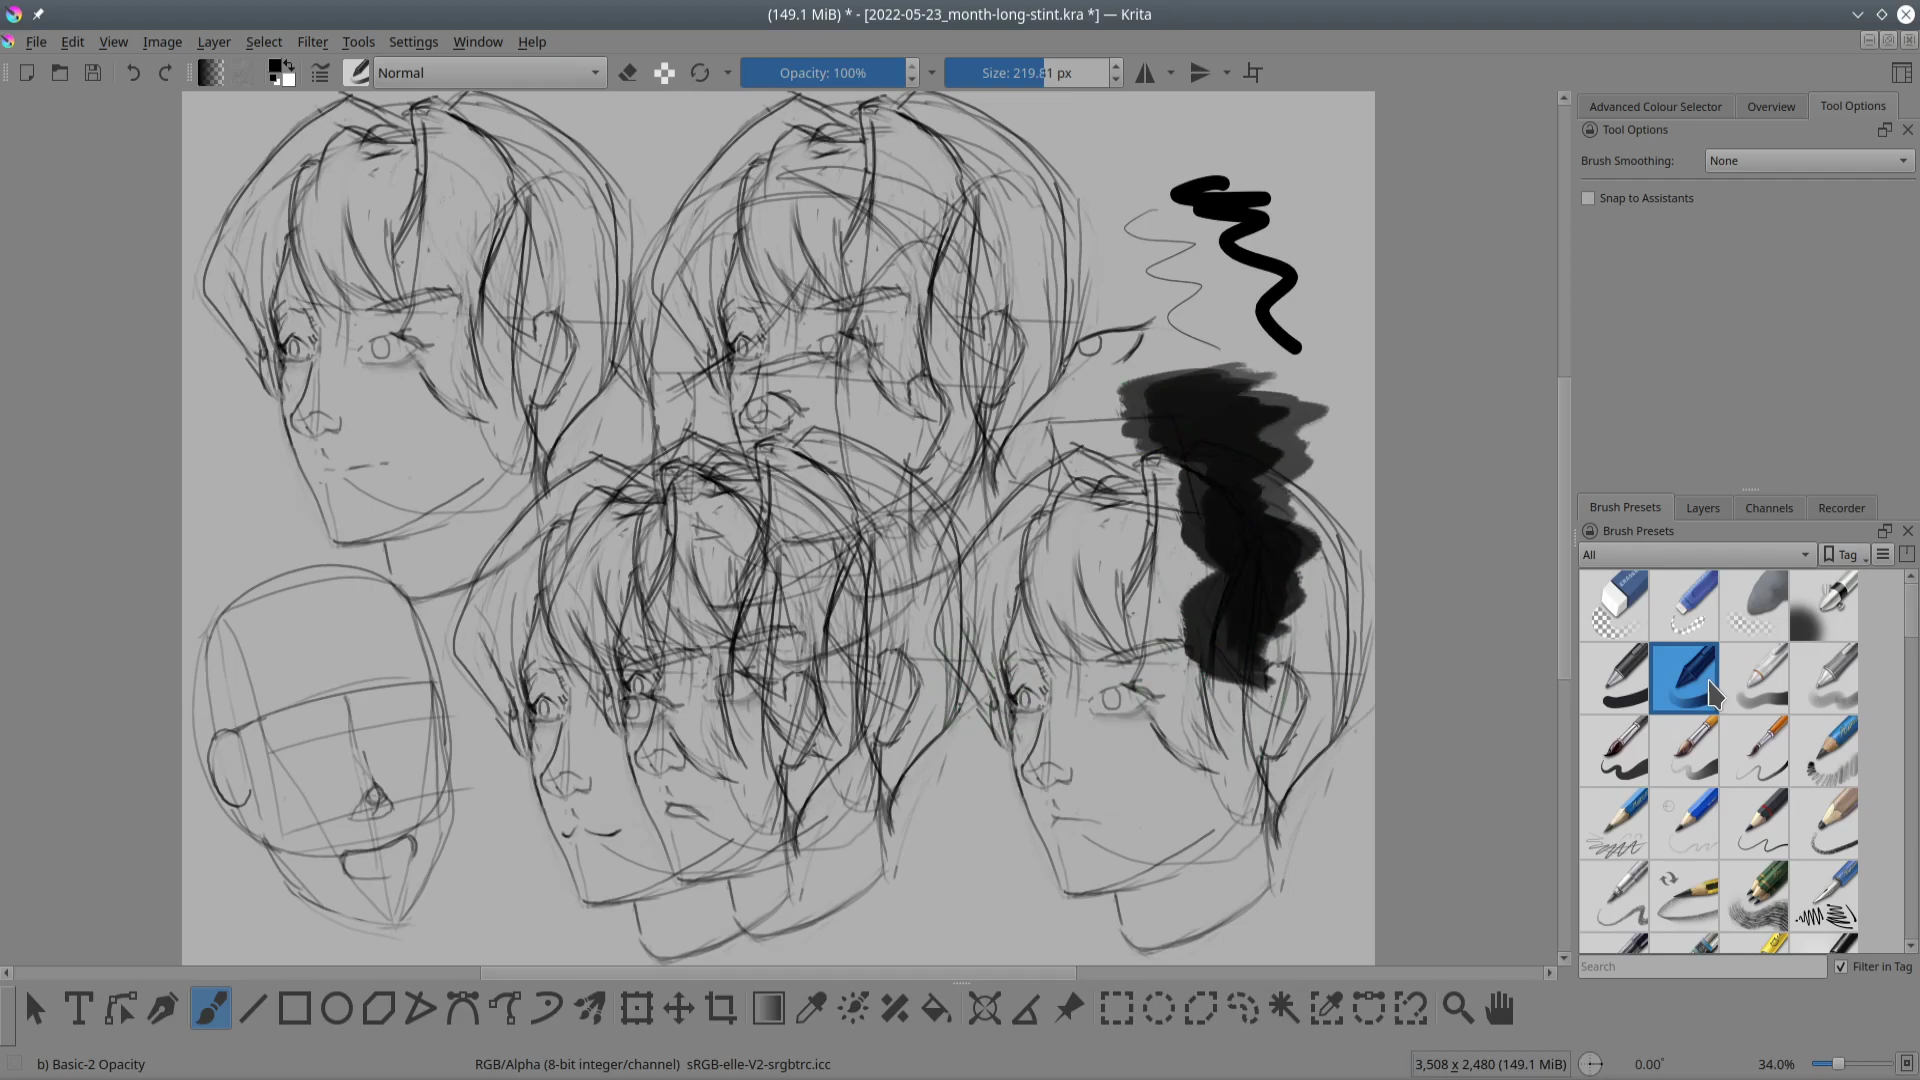 (149.1 MiB) * - [2022-05-23_month-long-stint.kra *] — Krita
File Edit View Image Layer Select Filter Tools Settings Window Help
Normal Opacity: 100% Size: 219.81 px
Advanced Colour Selector Overview Tool Options
Tool Options
Brush Smoothing: None
Snap to Assistants
Brush Presets Layers Channels Recorder
Brush Presets
All Tag
Search Filter in Tag
b) Basic-2 Opacity RGB/Alpha (8-bit integer/channel) sRGB-elle-V2-srgbtrc.icc 3,508 x 2,480 (149.1 MiB) 0.00° 34.0%